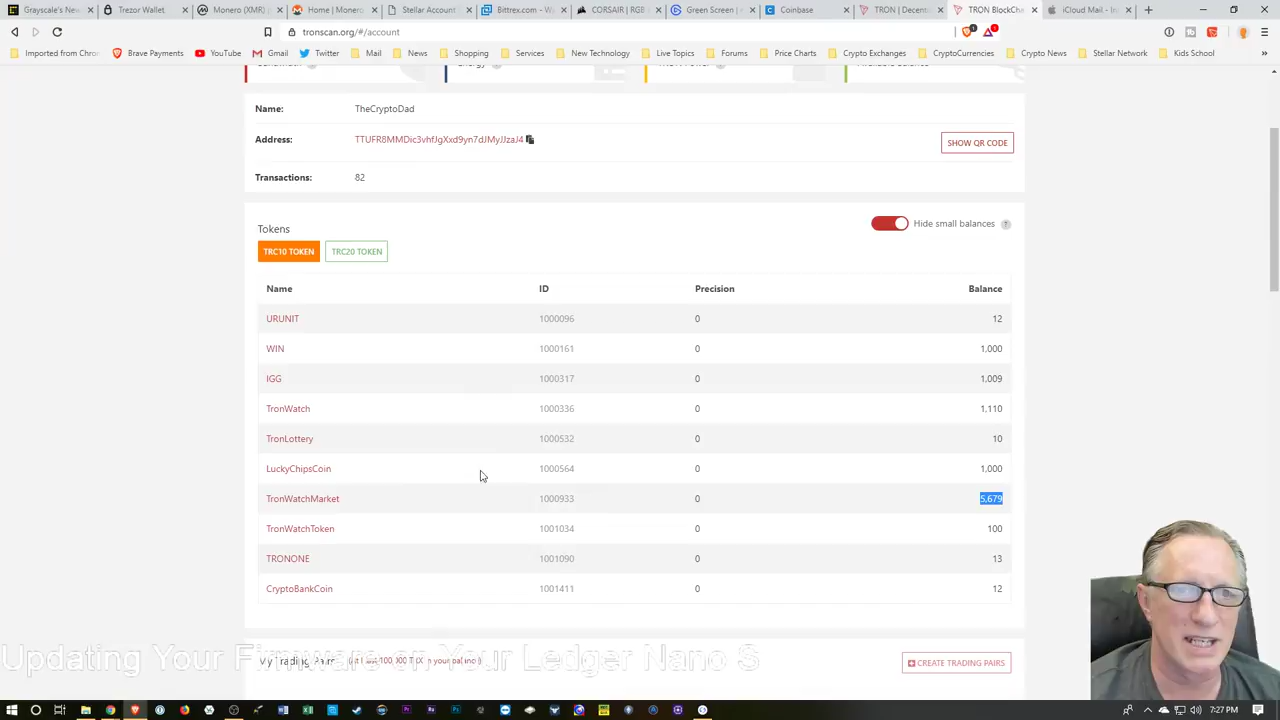 Grayscale's New
Trezor Wallet
Monero (XMR)
Home | Monero
Stellar Account
Bittrex.com - W
CORSAIR | RGB
Green Screen |
Coinbase
TRON | Decent
TRON BlockCha
iCloud Mail - In
tronscan.org/#/account
Imported from Chro
Brave Payments
YouTube
Gmail
Twitter
Mail
News
Shopping
Services
New Technology
Live Topics
Forums
Price Charts
Crypto Exchanges
CryptoCurrencies
Crypto News
Stellar Network
Kids School
Name: TheCryptoDad
Address: TTUFR8MMDic3vhfJgXxd9yn7dJMyJJzaJ4
SHOW QR CODE
Transactions: 82
Tokens
Hide small balances ?
TRC10 TOKEN TRC20 TOKEN
Name ID Precision Balance
URUNIT 1000096 0 12
WIN 1000161 0 1,000
IGG 1000317 0 1,009
TronWatch 1000336 0 1,110
TronLottery 1000532 0 10
LuckyChipsCoin 1000564 0 1,000
TronWatchMarket 1000933 0 5,679
TronWatchToken 1001034 0 100
TRONONE 1001090 0 13
CryptoBankCoin 1001411 0 12
Updating Your Firmware on Your Ledger Nano S
My Trading Pairs
CREATE TRADING PAIRS
7:27 PM